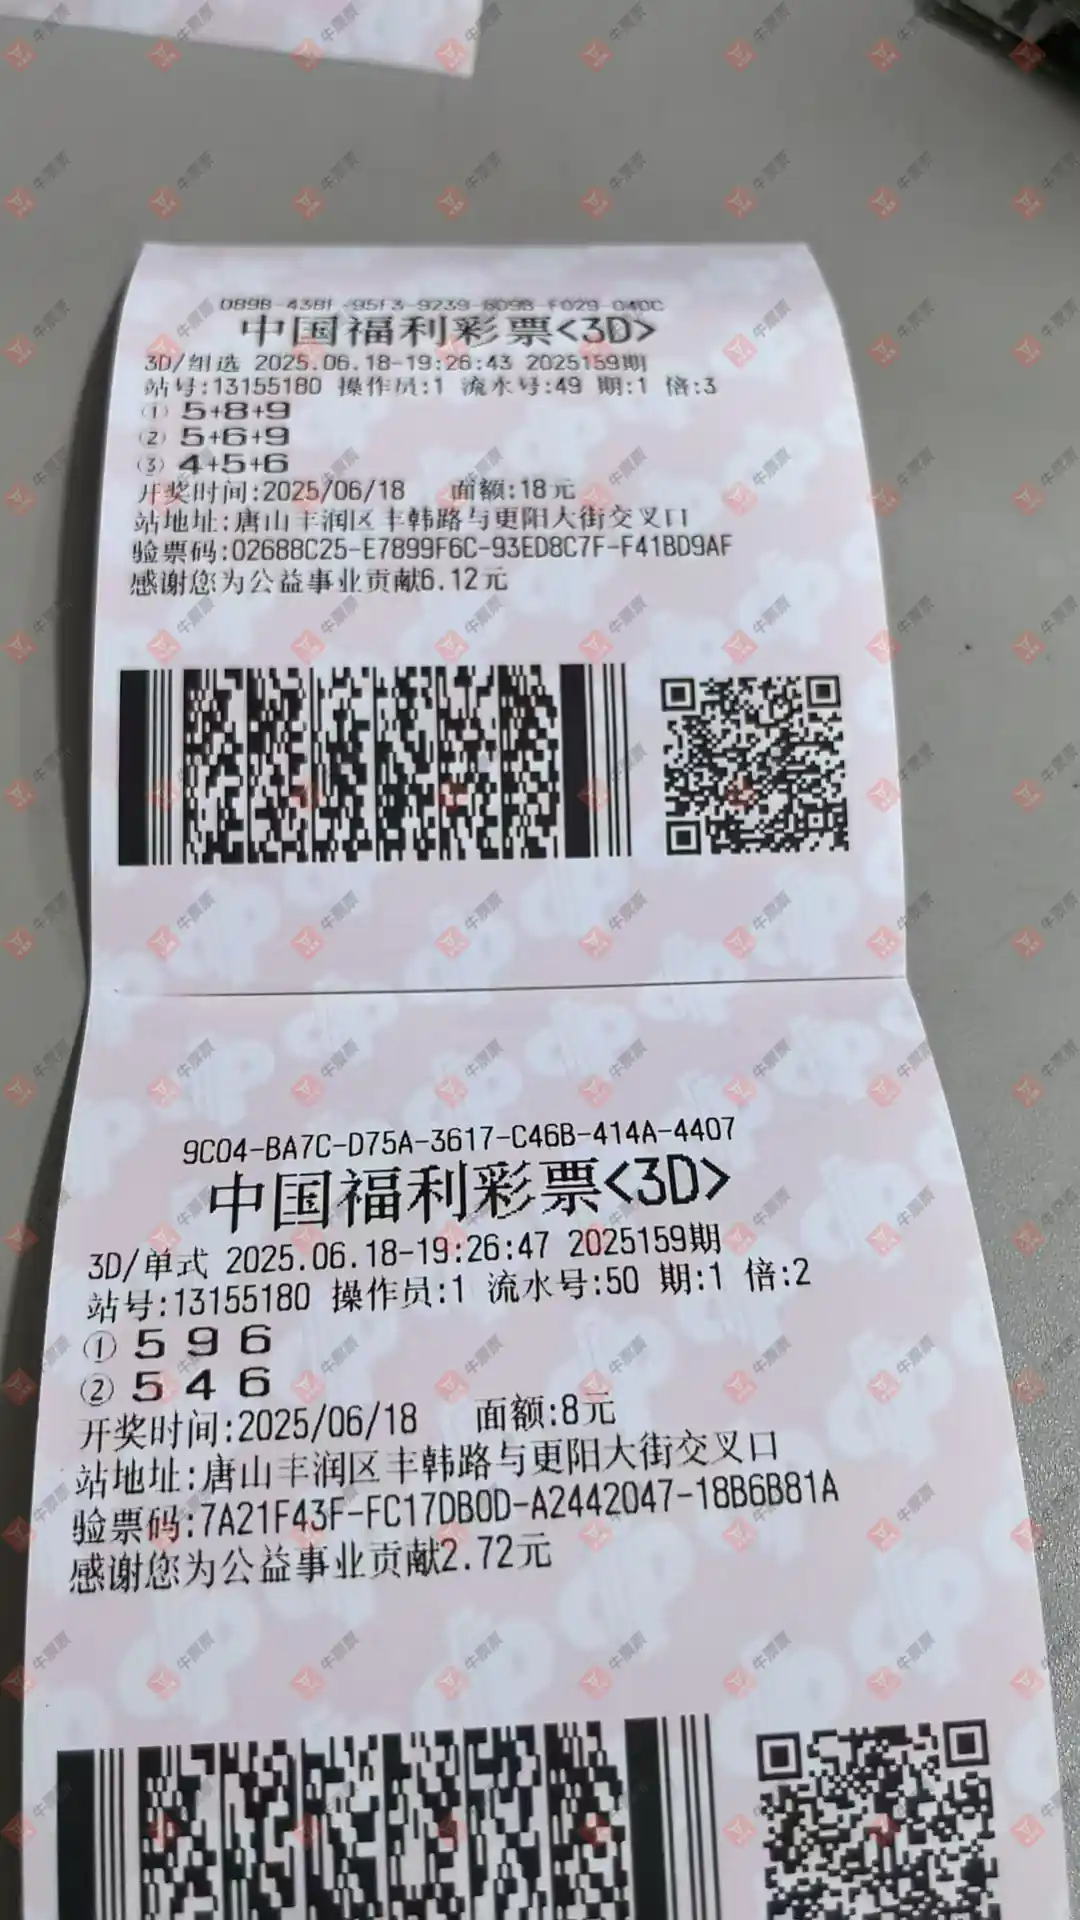 中国福利彩票<3D>
3D/组选 2025.06.18-19:26:43 2025159期
站号:13155180 操作员:1 流水号:49 期:1 倍:3
① 5+8+9
② 5+6+9
③ 4+5+6
开奖时间:2025/06/18 面额:18元
站地址:唐山丰润区丰韩路与更阳大街交叉口
验票码:02688C25-E7899F6C-93ED8C7F-F41BD9AF
感谢您为公益事业贡献6.12元
9C04-BA7C-D75A-3617-C46B-414A-4407
中国福利彩票<3D>
3D/单式 2025.06.18-19:26:47 2025159期
站号:13155180 操作员:1 流水号:50 期:1 倍:2
① 5 9 6
② 5 4 6
开奖时间:2025/06/18 面额:8元
站地址:唐山丰润区丰韩路与更阳大街交叉口
验票码:7A21F43F-FC17DB0D-A2442047-18B6B81A
感谢您为公益事业贡献2.72元
牛票票